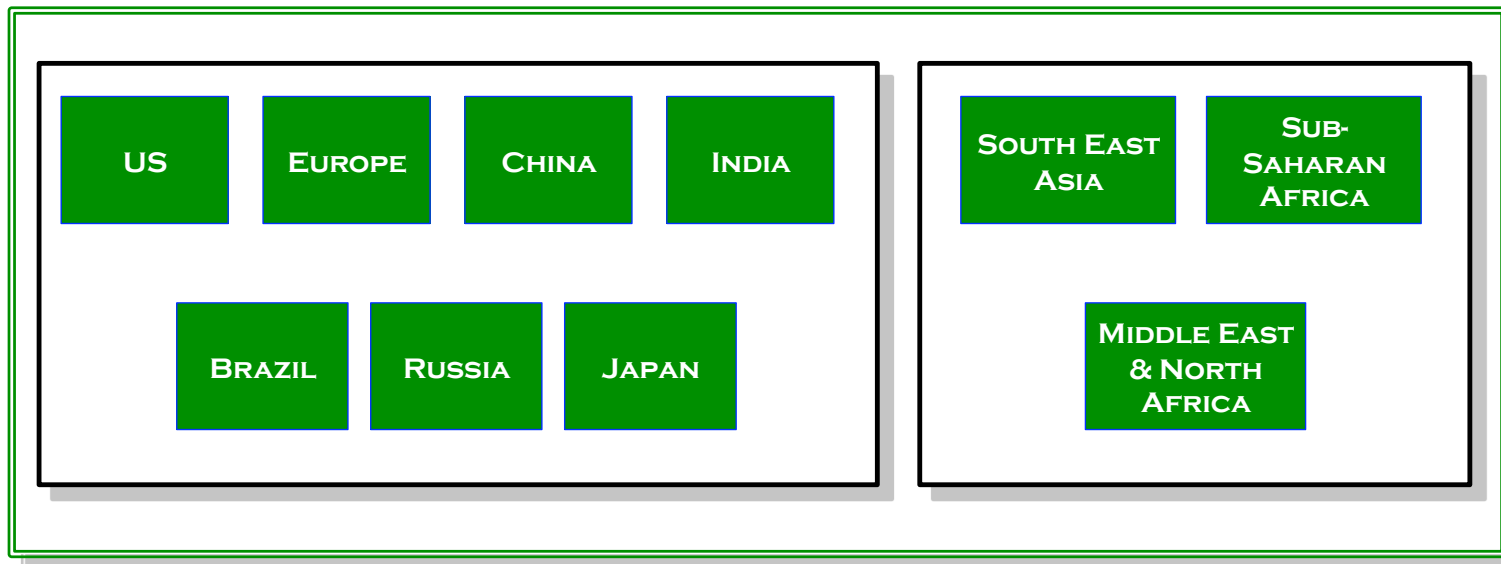 US
Europe
China
India
Brazil
Russia
Japan
South East
Asia
Sub-
Saharan
Africa
Middle East
& North
Africa